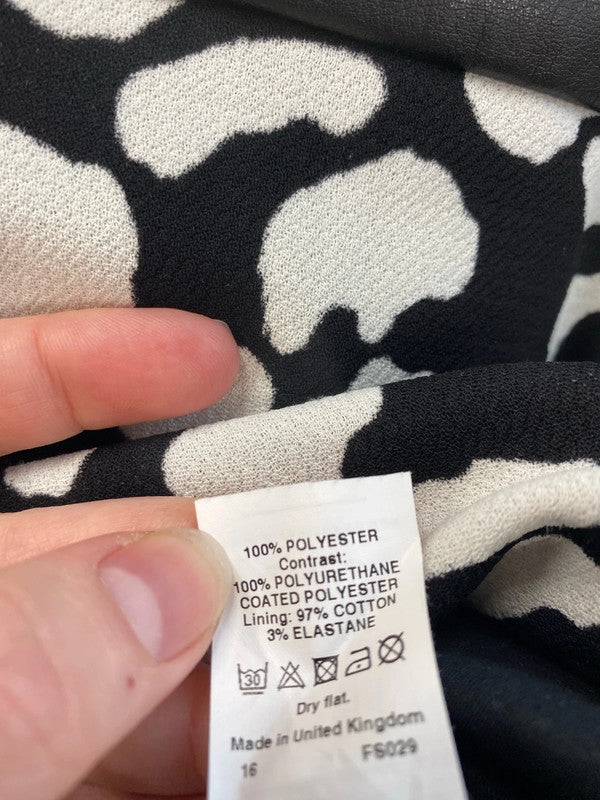 100% POLYESTER
Contrast:
100% POLYURETHANE
COATED POLYESTER
Lining: 97% COTTON
3% ELASTANE
30
Dry flat.
Made in United Kingdom
16 FS029